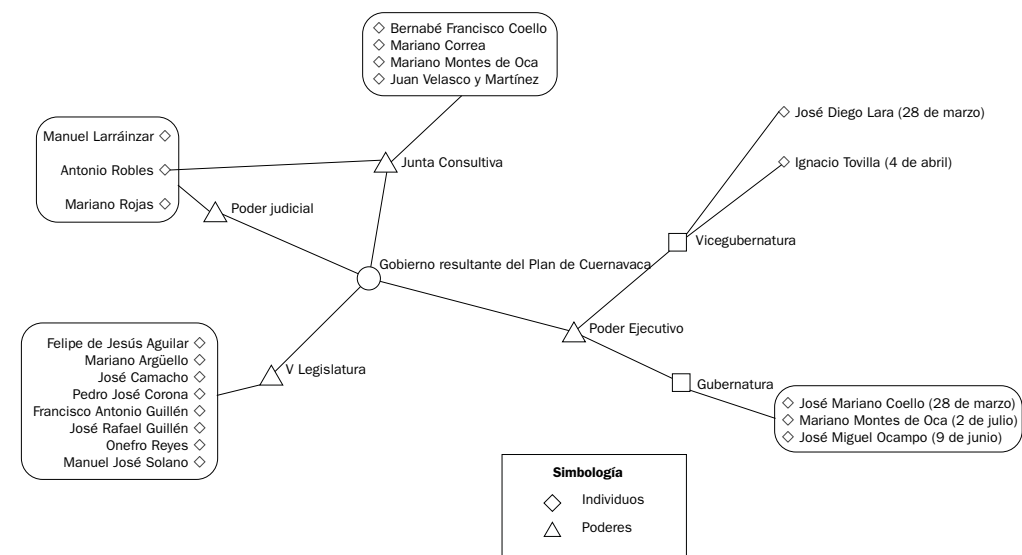 Bernabé Francisco Coello
Mariano Correa
Mariano Montes de Oca
Juan Velasco y Martínez
Manuel Larráinzar
Antonio Robles
Mariano Rojas
Junta Consultiva
Poder judicial
José Diego Lara (28 de marzo)
Ignacio Tovilla (4 de abril)
Vicegubernatura
Gobierno resultante del Plan de Cuernavaca
Poder Ejecutivo
Felipe de Jesús Aguilar
Mariano Argüello
José Camacho
Pedro José Corona
Francisco Antonio Guillén
José Rafael Guillén
Onefro Reyes
Manuel José Solano
V Legislatura
Gubernatura
José Mariano Coello (28 de marzo)
Mariano Montes de Oca (2 de julio)
José Miguel Ocampo (9 de junio)
Simbología
Individuos
Poderes